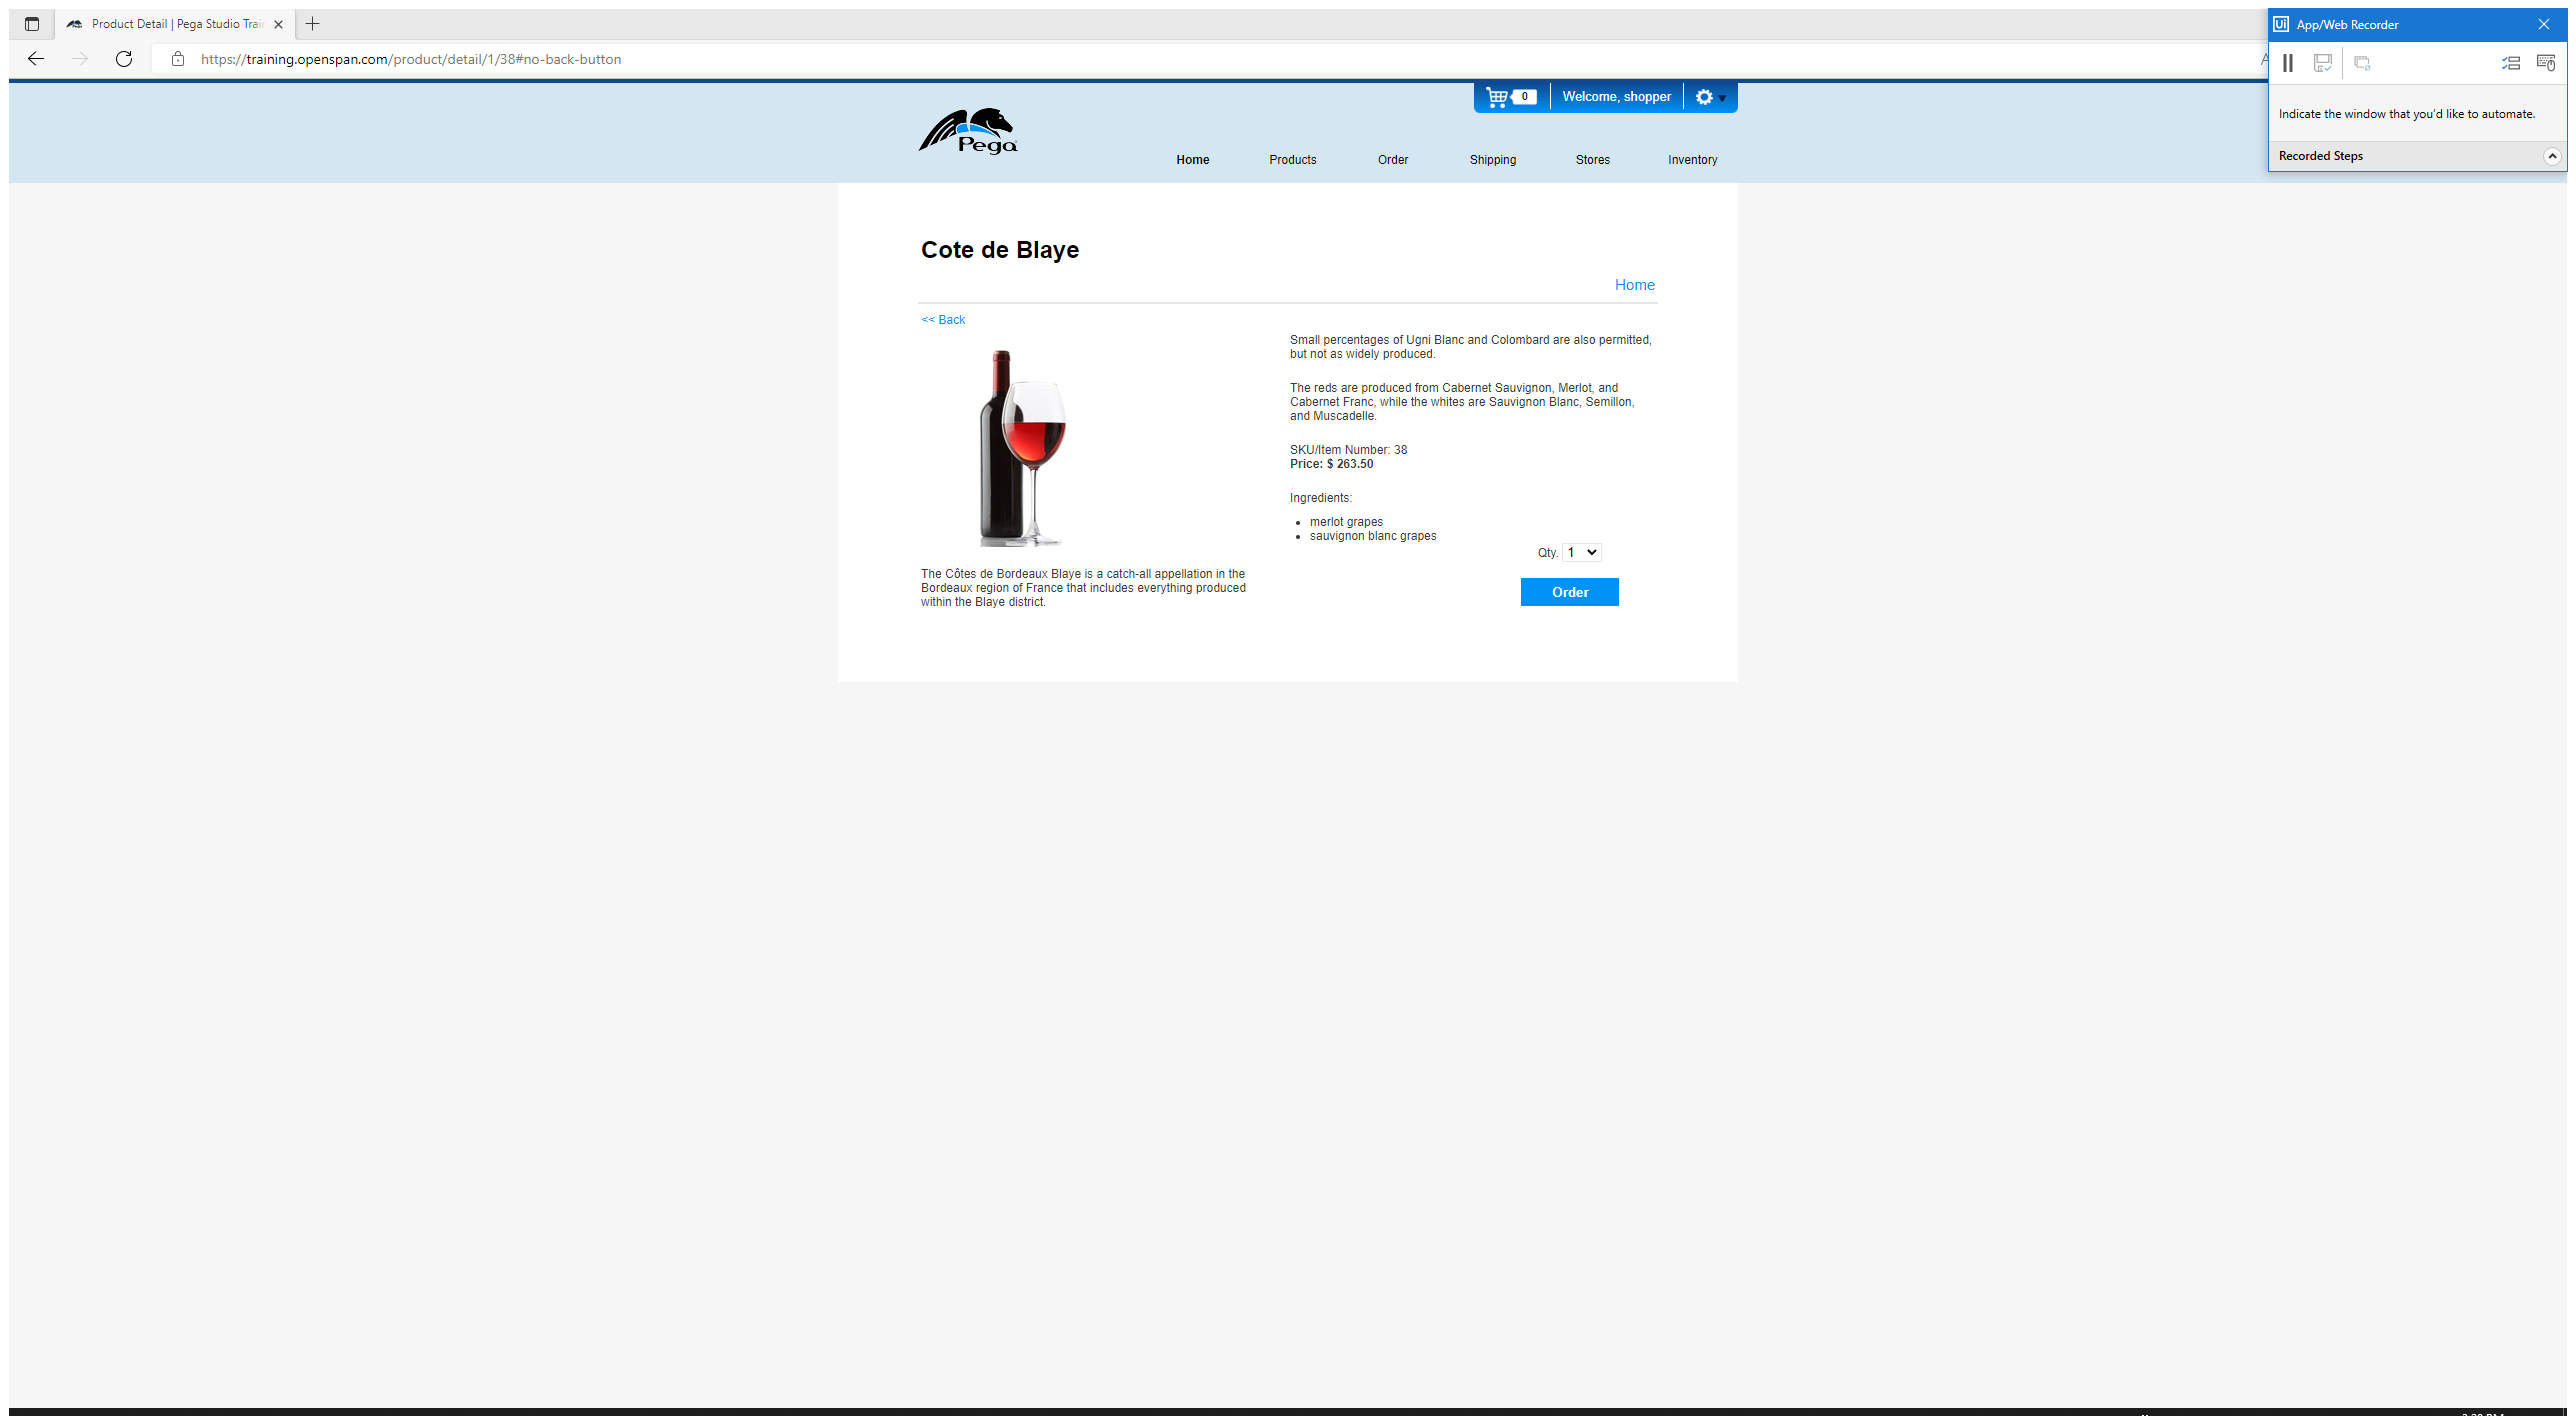 Product Detail | Pega Studio Trai
App/Web Recorder
https://training.openspan.com/product/detail/1/38#no-back-button
Indicate the window that you'd like to automate.
Recorded Steps
0
Welcome, shopper
Pega
Home
Products
Order
Shipping
Stores
Inventory
Cote de Blaye
Home
<< Back
Small percentages of Ugni Blanc and Colombard are also permitted,
but not as widely produced.
The reds are produced from Cabernet Sauvignon, Merlot, and
Cabernet Franc, while the whites are Sauvignon Blanc, Semillon,
and Muscadelle.
SKU/Item Number: 38
Price: $ 263.50
Ingredients:
• merlot grapes
• sauvignon blanc grapes
Qty. 1
Order
The Côtes de Bordeaux Blaye is a catch-all appellation in the
Bordeaux region of France that includes everything produced
within the Blaye district.